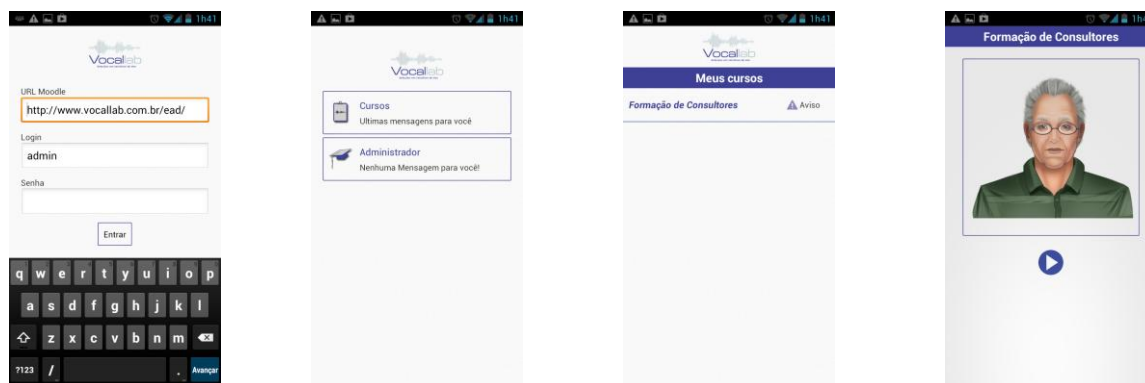 1h41
Vocallab
URL Moodle
http://www.vocallab.com.br/ead/
Login
admin
Senha
Entrar
q w e r t y u i o p
a s d f g h j k l
z x c v b n m
?123 / . Avançar
1h41
Vocallab
Cursos
Ultimas mensagens para você
Administrador
Nenhuma Mensagem para você!
1h41
Vocallab
Meus cursos
Formação de Consultores Aviso
Formação de Consultores